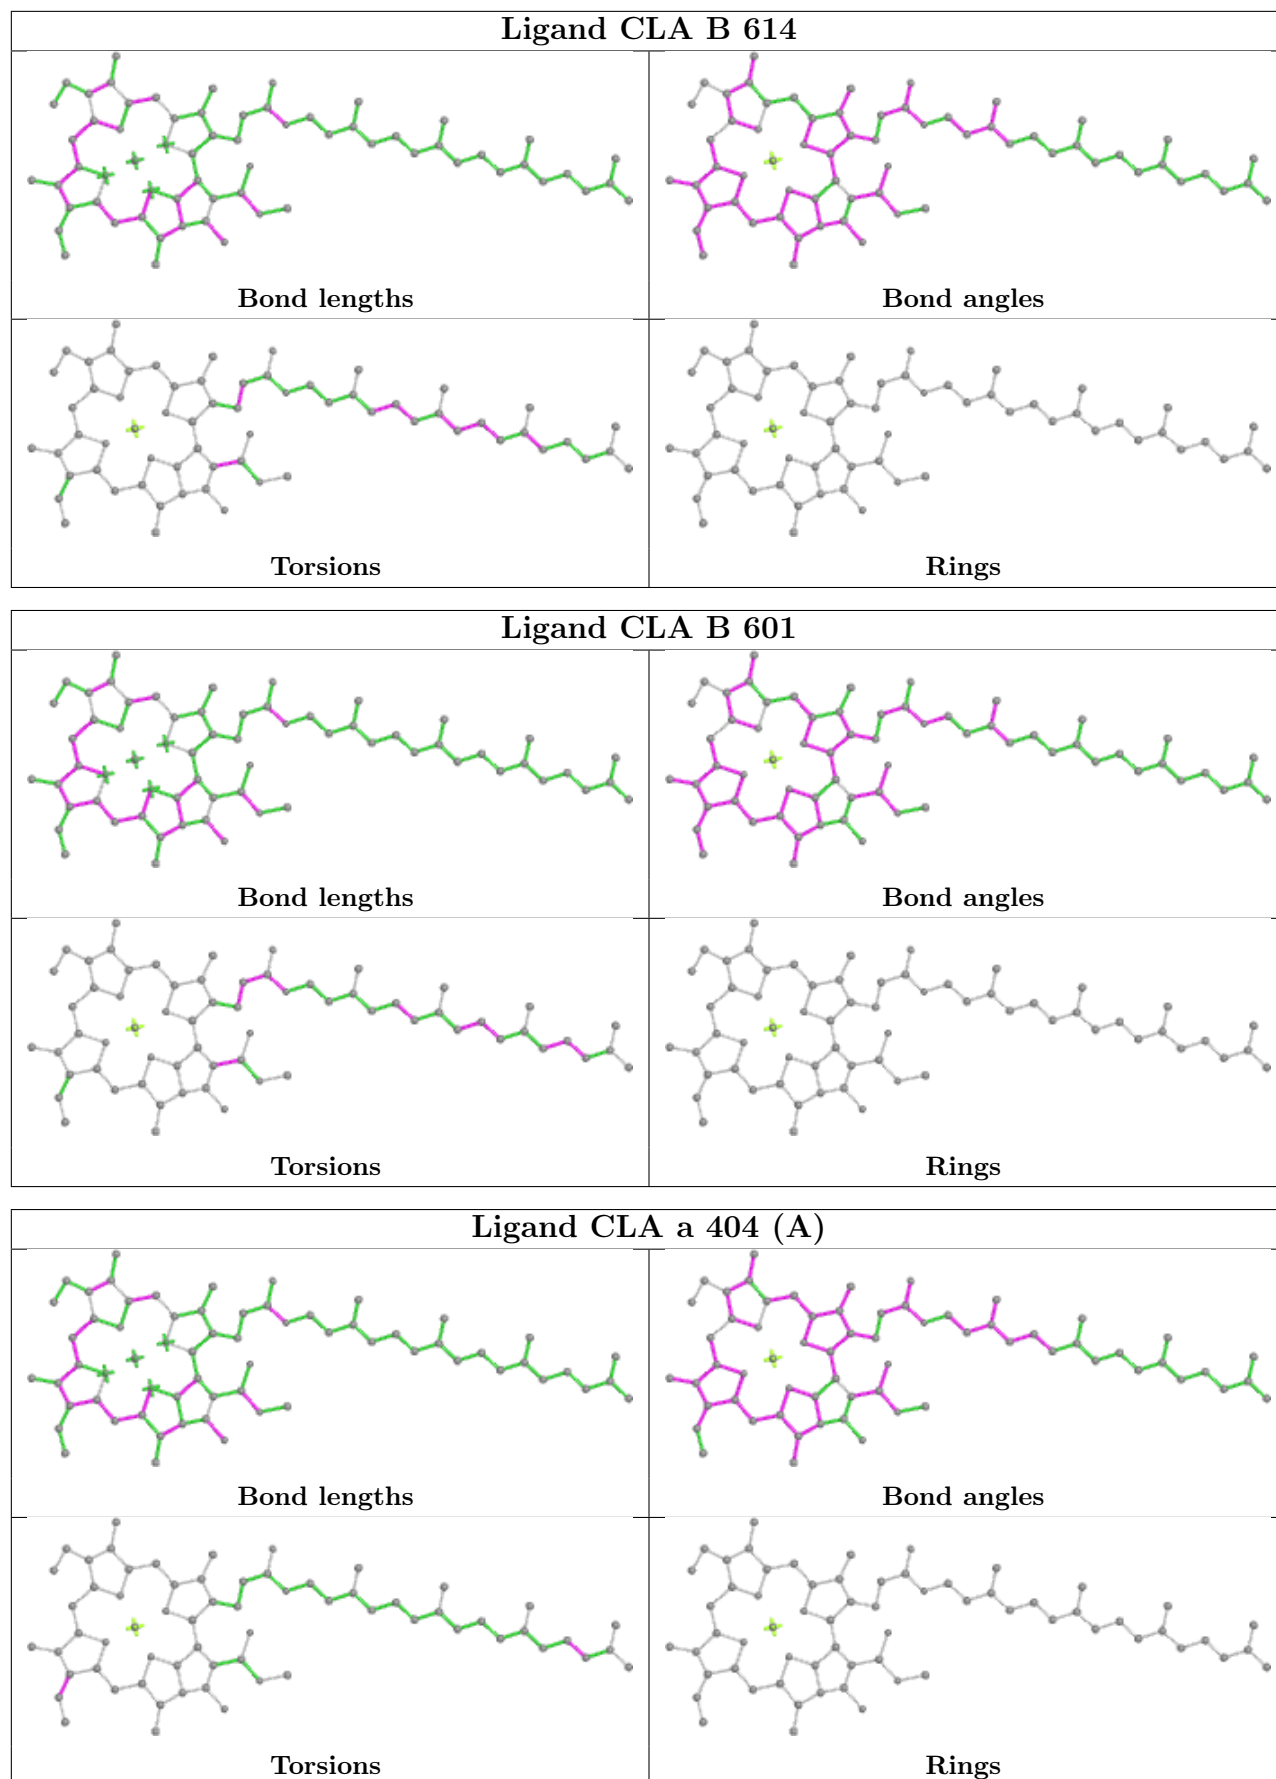 Ligand CLA B 614
Bond lengths
Bond angles
Torsions
Rings
Ligand CLA B 601
Bond lengths
Bond angles
Torsions
Rings
Ligand CLA a 404 (A)
Bond lengths
Bond angles
Torsions
Rings